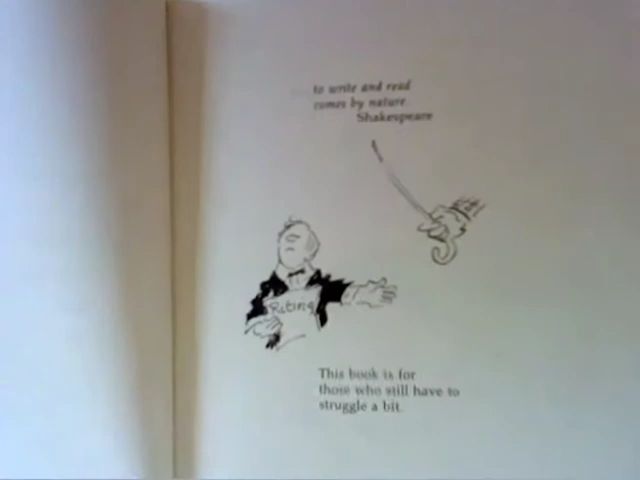 to write and read
comes by nature
Shakespeare
Riting
This book is for
those who still have to
struggle a bit.